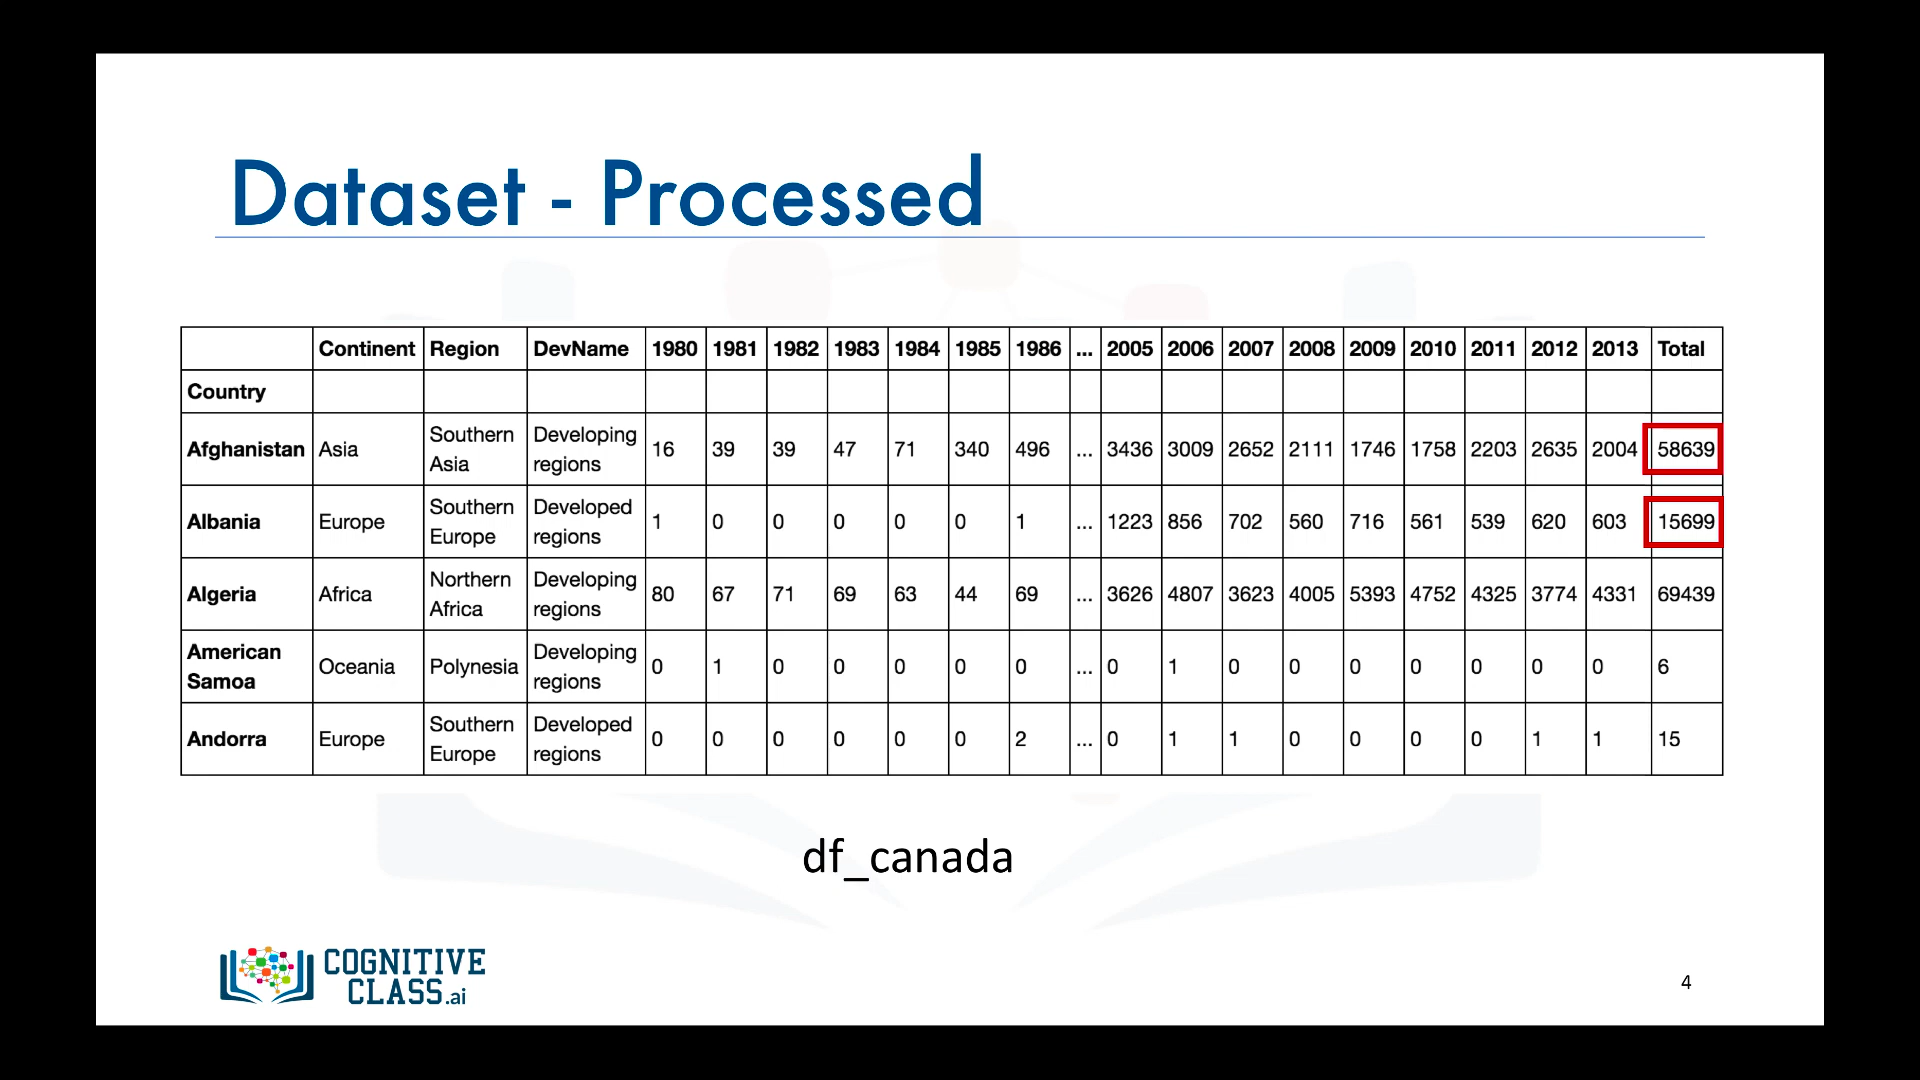 Dataset - Processed
Continent Region DevName 1980 1981 1982 1983 1984 1985 1986 ... 2005 2006 2007 2008 2009 2010 2011 2012 2013 Total
Country
Afghanistan Asia Southern Asia Developing regions 16 39 39 47 71 340 496 ... 3436 3009 2652 2111 1746 1758 2203 2635 2004 58639
Albania Europe Southern Europe Developed regions 1 0 0 0 0 0 1 ... 1223 856 702 560 716 561 539 620 603 15699
Algeria Africa Northern Africa Developing regions 80 67 71 69 63 44 69 ... 3626 4807 3623 4005 5393 4752 4325 3774 4331 69439
American Samoa Oceania Polynesia Developing regions 0 1 0 0 0 0 0 ... 0 1 0 0 0 0 0 0 0 6
Andorra Europe Southern Europe Developed regions 0 0 0 0 0 0 2 ... 0 1 1 0 0 0 0 1 1 15
df_canada
COGNITIVE
CLASS.ai
4